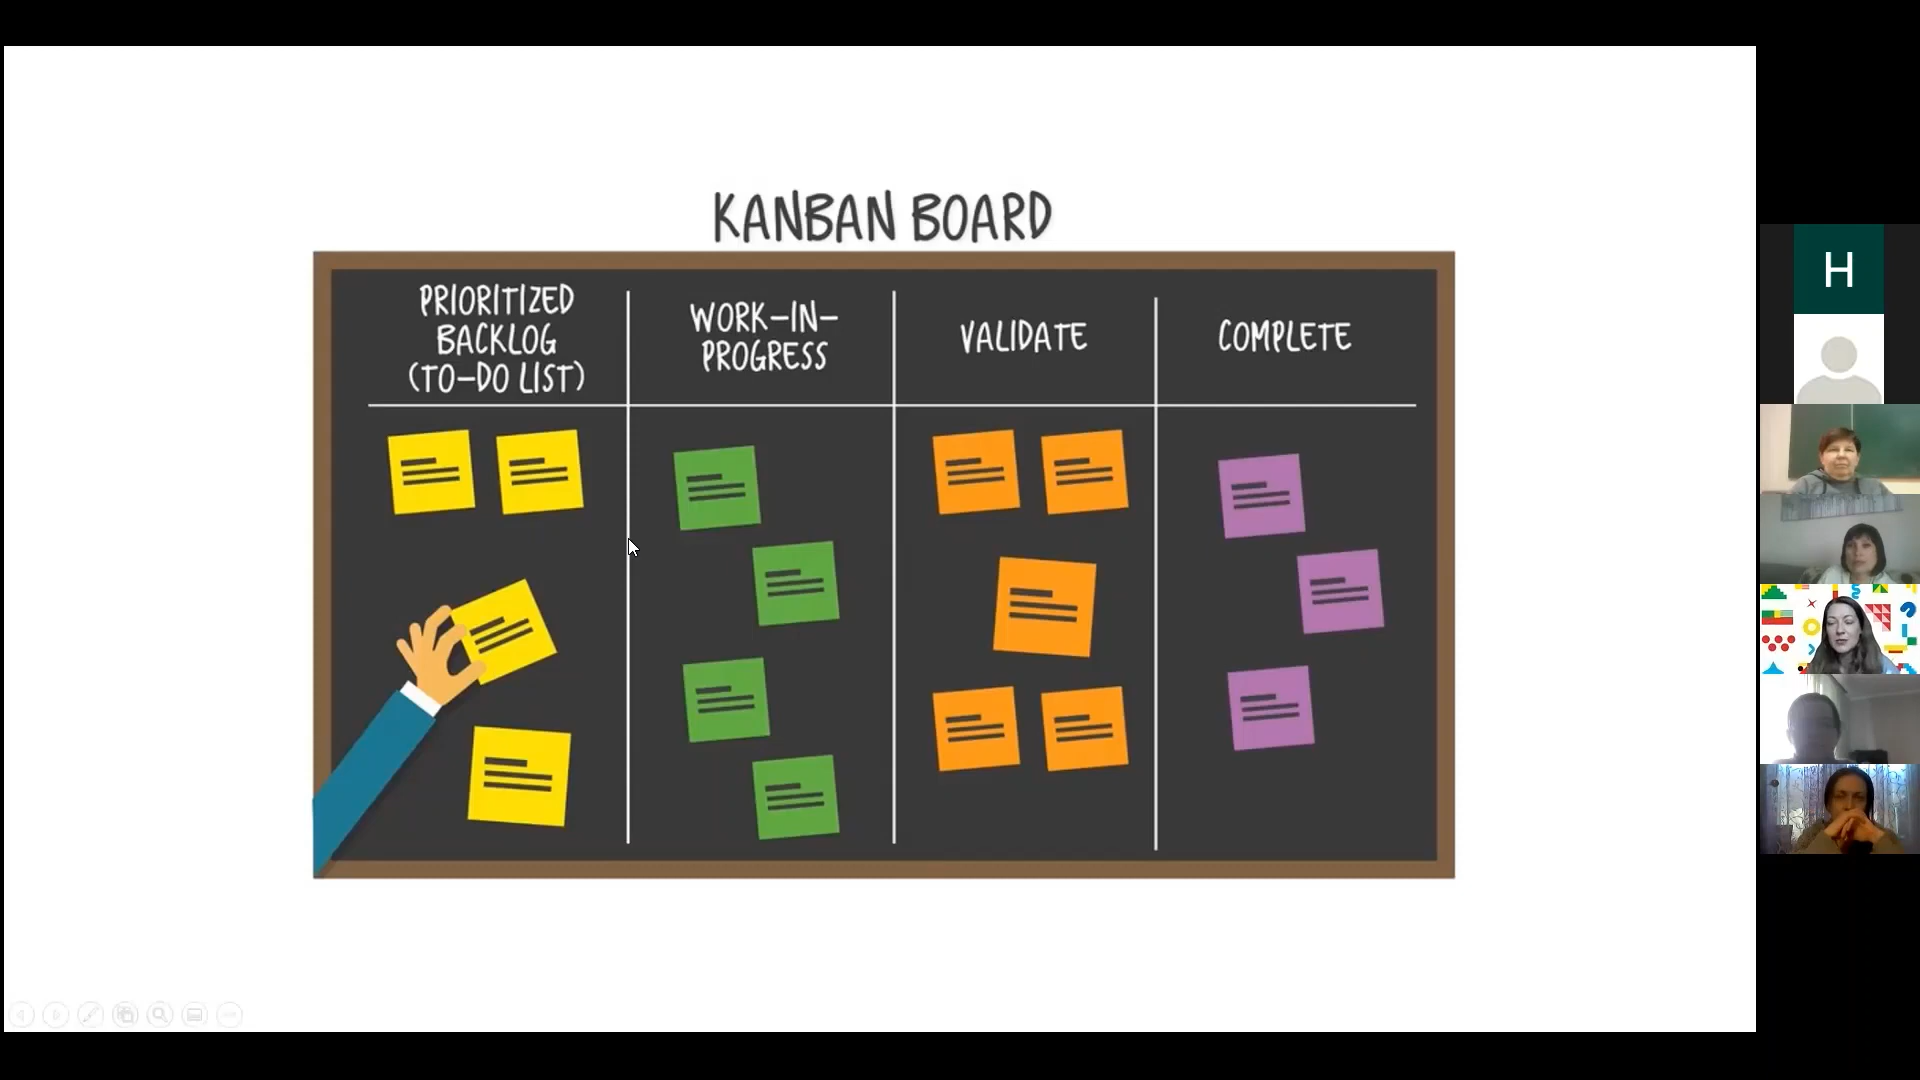 KANBAN BOARD
PRIORITIZED
BACKLOG
(TO-DO LIST)
WORK-IN-
PROGRESS
VALIDATE
COMPLETE
H